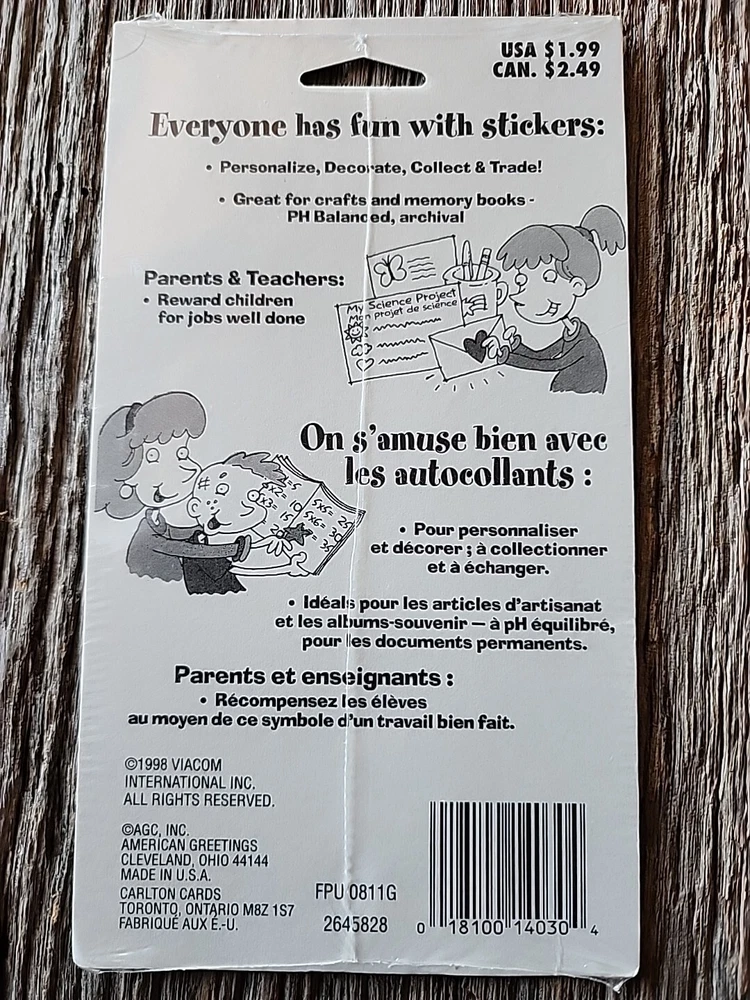 USA $1.99
CAN. $2.49
Everyone has fun with stickers:
• Personalize, Decorate, Collect & Trade!
• Great for crafts and memory books -
PH Balanced, archival
Parents & Teachers:
• Reward children
for jobs well done
My Science Project
Mon projet de science
On s'amuse bien avec
les autocollants :
5x5= 25
5x6= 30
• Pour personnaliser
et décorer ; à collectionner
et à échanger.
• Idéals pour les articles d'artisanat
et les albums-souvenir — à pH équilibré,
pour les documents permanents.
Parents et enseignants :
• Récompensez les élèves
au moyen de ce symbole d'un travail bien fait.
©1998 VIACOM
INTERNATIONAL INC.
ALL RIGHTS RESERVED.
©AGC, INC.
AMERICAN GREETINGS
CLEVELAND, OHIO 44144
MADE IN U.S.A.
CARLTON CARDS
TORONTO, ONTARIO M8Z 1S7
FABRIQUÉ AUX É.-U.
FPU 0811G
2645828
0 18100 14030 4